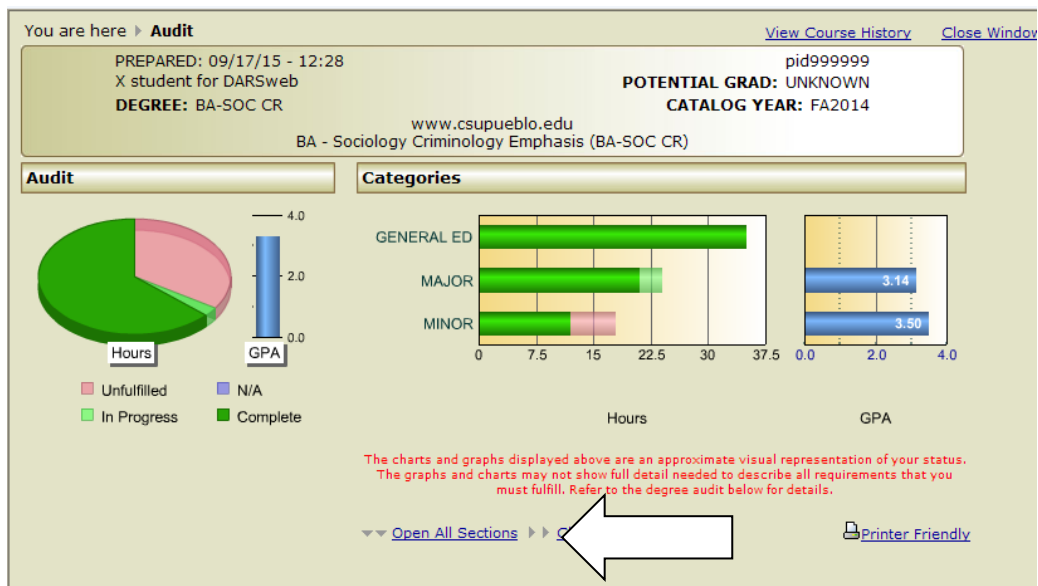 You are here Audit
View Course History Close Window
PREPARED: 09/17/15 - 12:28
pid999999
X student for DARSweb
POTENTIAL GRAD: UNKNOWN
DEGREE: BA-SOC CR
CATALOG YEAR: FA2014
www.csupueblo.edu
BA - Sociology Criminology Emphasis (BA-SOC CR)
Audit
Categories
4.0
2.0
0.0
Hours
GPA
Unfulfilled
N/A
In Progress
Complete
GENERAL ED
MAJOR
MINOR
3.14
3.50
0 7.5 15 22.5 30 37.5
0.0 2.0 4.0
Hours
GPA
The charts and graphs displayed above are an approximate visual representation of your status.
The graphs and charts may not show full detail needed to describe all requirements that you
must fulfill. Refer to the degree audit below for details.
Open All Sections
Printer Friendly